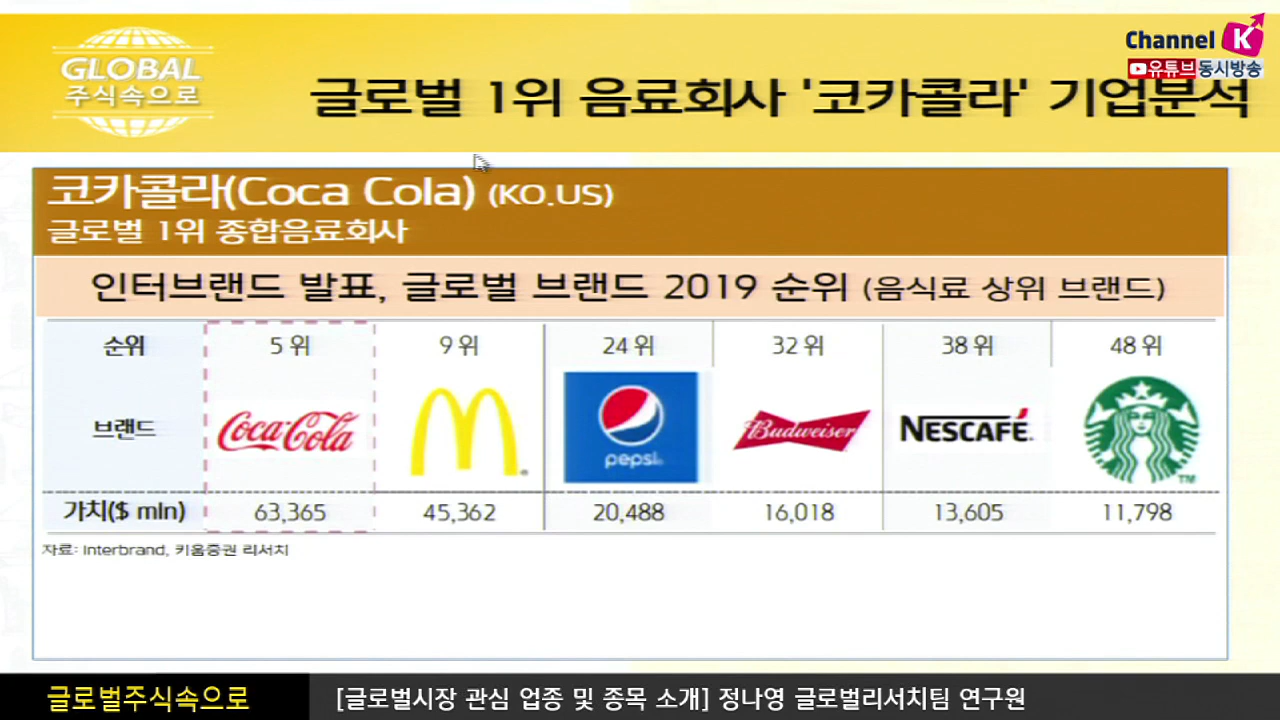 GLOBAL
주식속으로
Channel K
유튜브동시방송
글로벌 1위 음료회사 '코카콜라' 기업분석
코카콜라(Coca Cola) (KO.US)
글로벌 1위 종합음료회사
인터브랜드 발표, 글로벌 브랜드 2019 순위 (음식료 상위 브랜드)
순위 5 위 9 위 24 위 32 위 38 위 48 위
브랜드 Coca-Cola pepsi Budweiser NESCAFÉ. TM
가치($ mln) 63,365 45,362 20,488 16,018 13,605 11,798
자료: Interbrand, 키움증권 리서치
글로벌주식속으로 [글로벌시장 관심 업종 및 종목 소개] 정나영 글로벌리서치팀 연구원